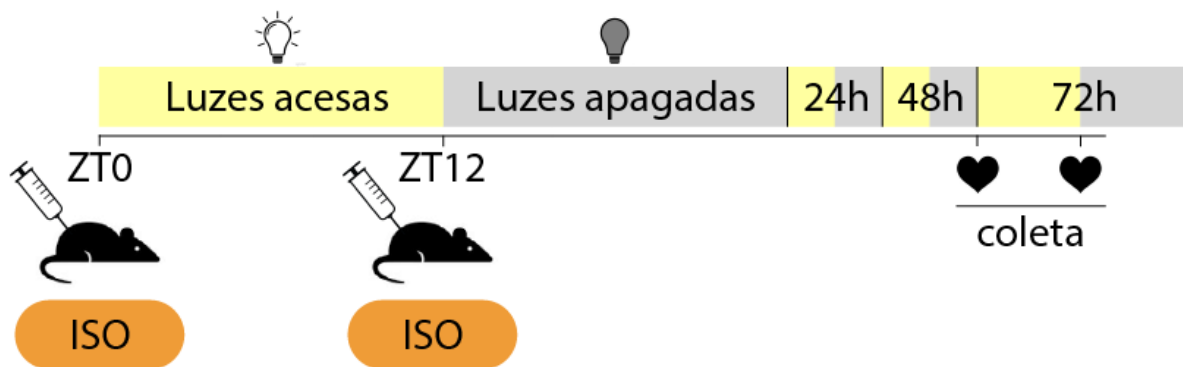 Luzes acesas Luzes apagadas 24h 48h 72h
ZT0 ZT12
coleta
ISO ISO